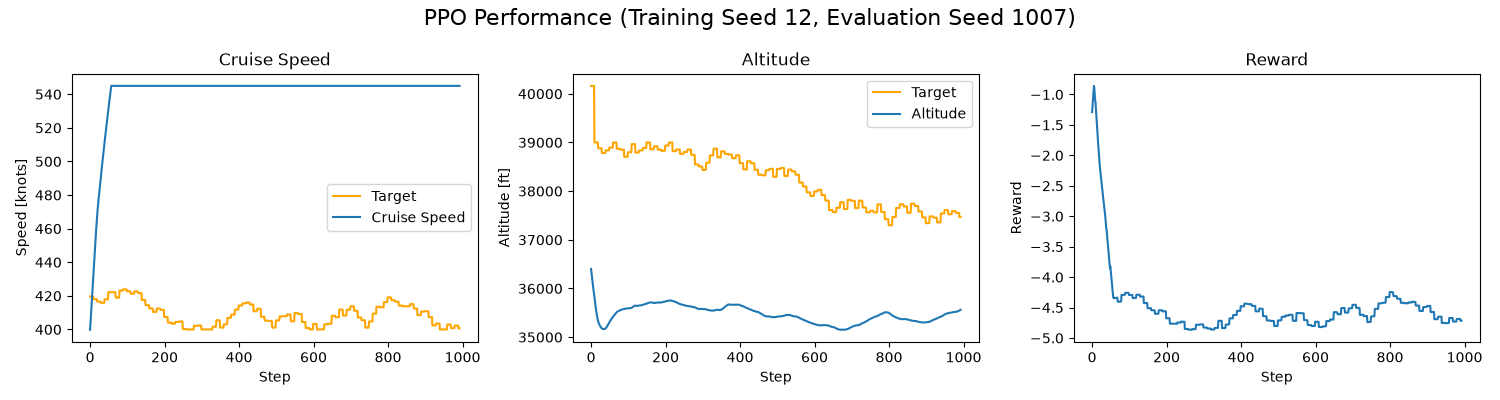 PPO Performance (Training Seed 12, Evaluation Seed 1007)
Cruise Speed
Speed [knots]
540
520
500
480
460
440
420
400
Target
Cruise Speed
0
200
400
600
800
1000
Step
Altitude
Altitude [ft]
40000
39000
38000
37000
36000
35000
Target
Altitude
0
200
400
600
800
1000
Step
Reward
Reward
−1.0
−1.5
−2.0
−2.5
−3.0
−3.5
−4.0
−4.5
−5.0
0
200
400
600
800
1000
Step